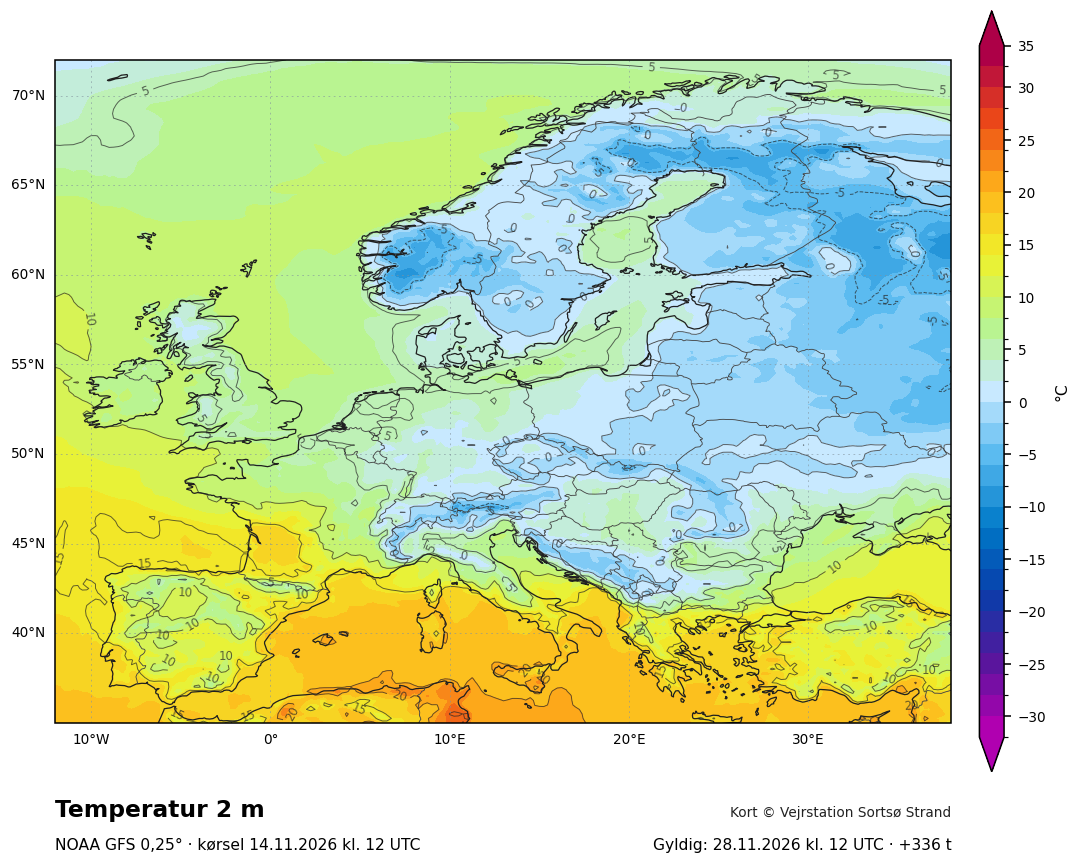 70°N
65°N
60°N
55°N
50°N
45°N
40°N
10°W
0°
10°E
20°E
30°E
35
30
25
20
15
10
5
0
−5
−10
−15
−20
−25
−30
°C
Temperatur 2 m
Kort © Vejrstation Sortsø Strand
NOAA GFS 0,25° · kørsel 14.11.2026 kl. 12 UTC
Gyldig: 28.11.2026 kl. 12 UTC · +336 t